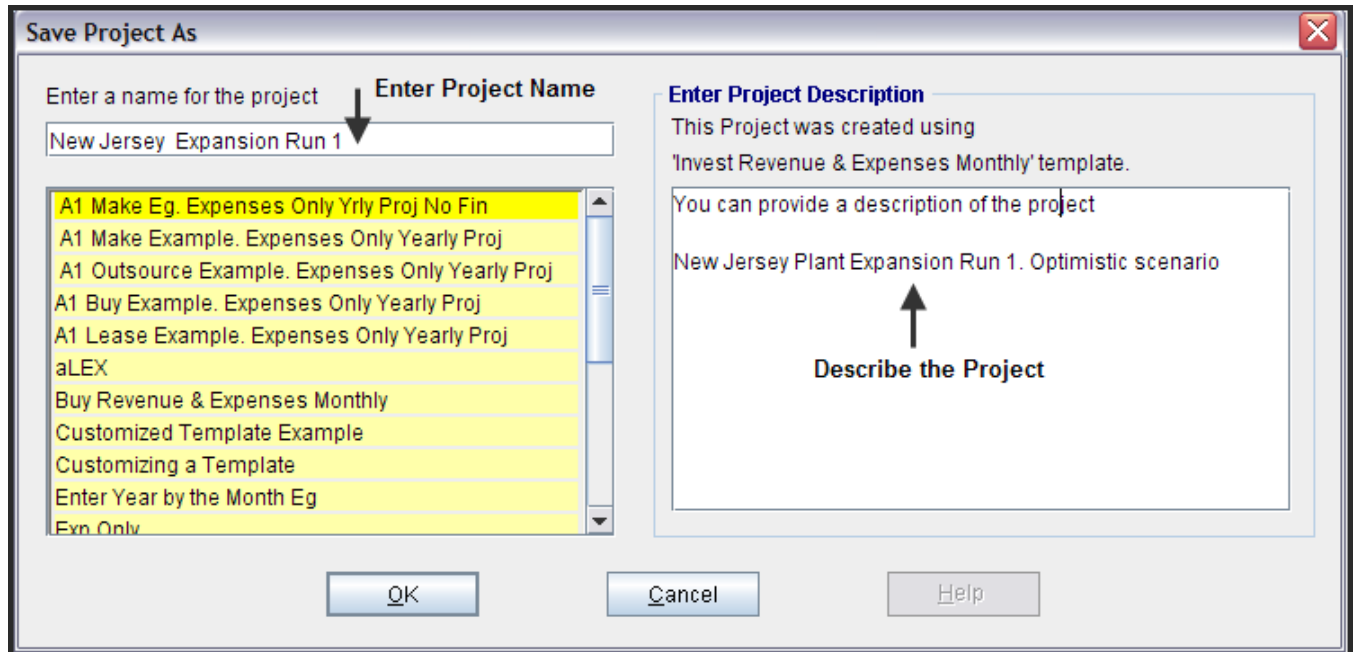 Save Project As
Enter a name for the project
Enter Project Name
New Jersey  Expansion Run 1
A1 Make Eg. Expenses Only Yrly Proj No Fin
A1 Make Example. Expenses Only Yearly Proj
A1 Outsource Example. Expenses Only Yearly Proj
A1 Buy Example. Expenses Only Yearly Proj
A1 Lease Example. Expenses Only Yearly Proj
aLEX
Buy Revenue & Expenses Monthly
Customized Template Example
Customizing a Template
Enter Year by the Month Eg
Exp Only
Enter Project Description
This Project was created using
'Invest Revenue & Expenses Monthly' template.
You can provide a description of the project
New Jersey Plant Expansion Run 1. Optimistic scenario
Describe the Project
OK
Cancel
Help